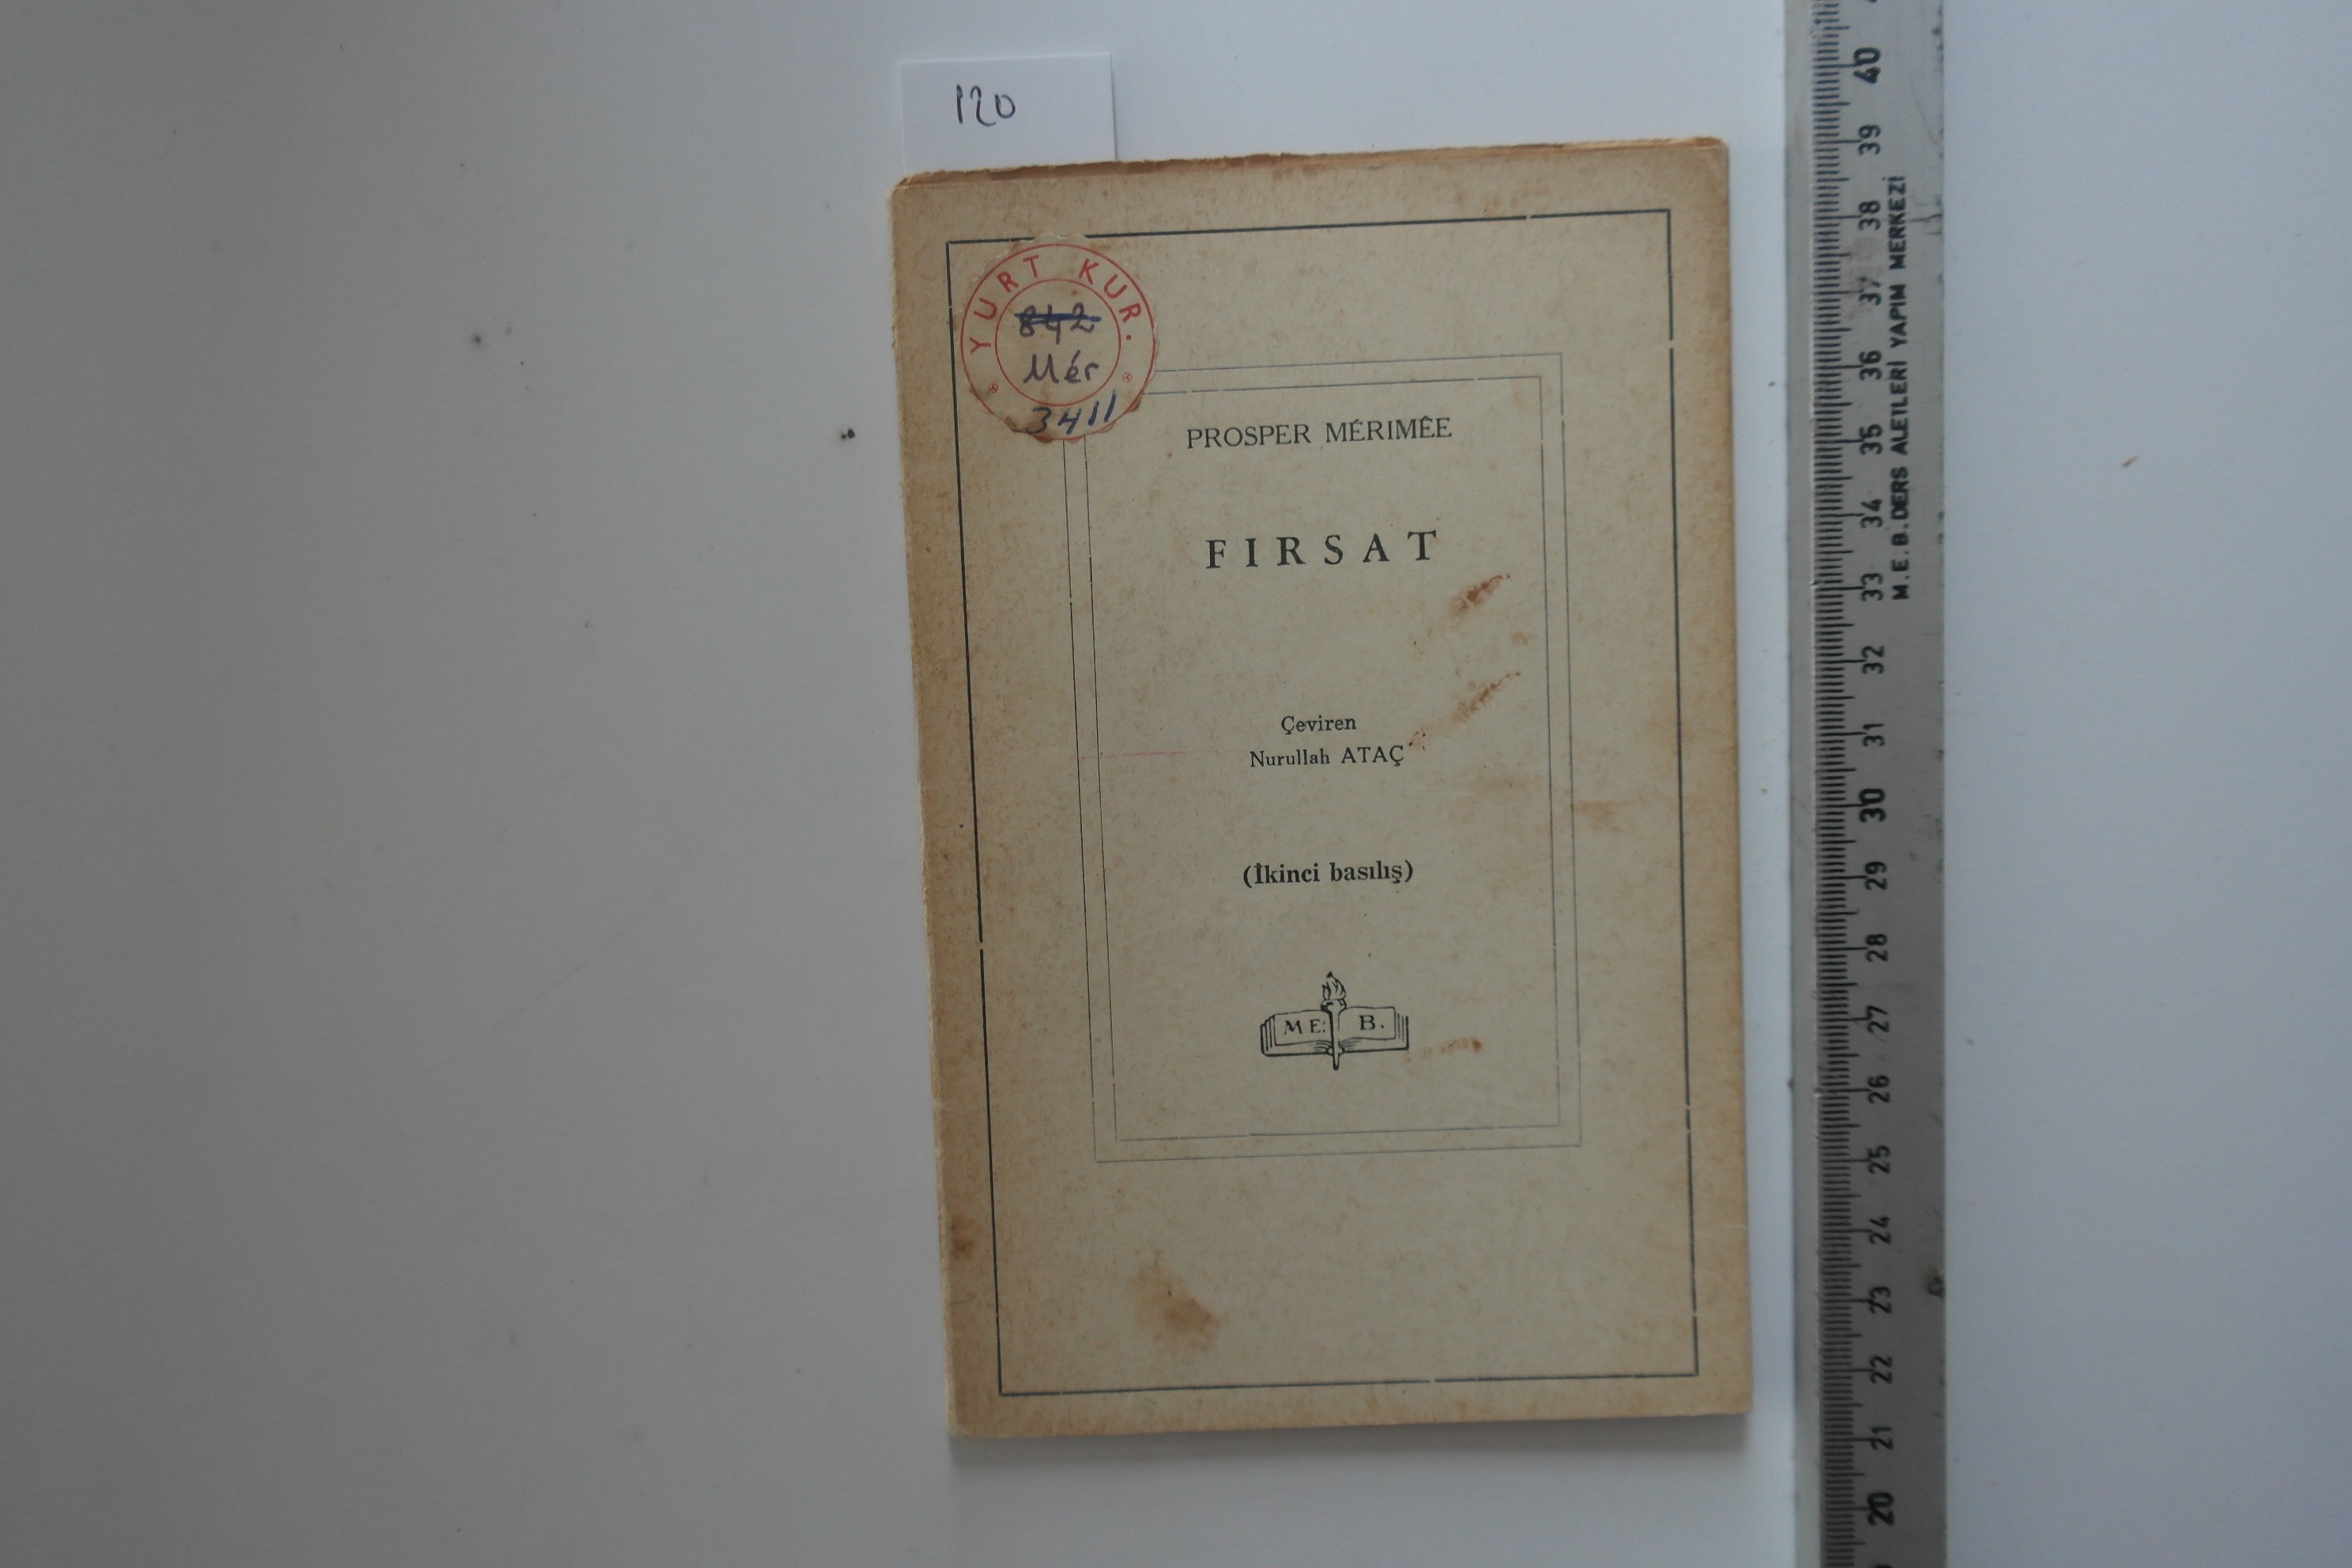 120
YURT KUR.
842
Mér
3411
PROSPER MÉRIMÊE
FIRSAT
Çeviren
Nurullah ATAÇ
(İkinci basılış)
M E. B.
40
39
38
37
36
35
34
33
32
31
30
29
28
27
26
25
24
23
22
21
20
M.E.B. DERS ALETLERİ YAPIM MERKEZİ